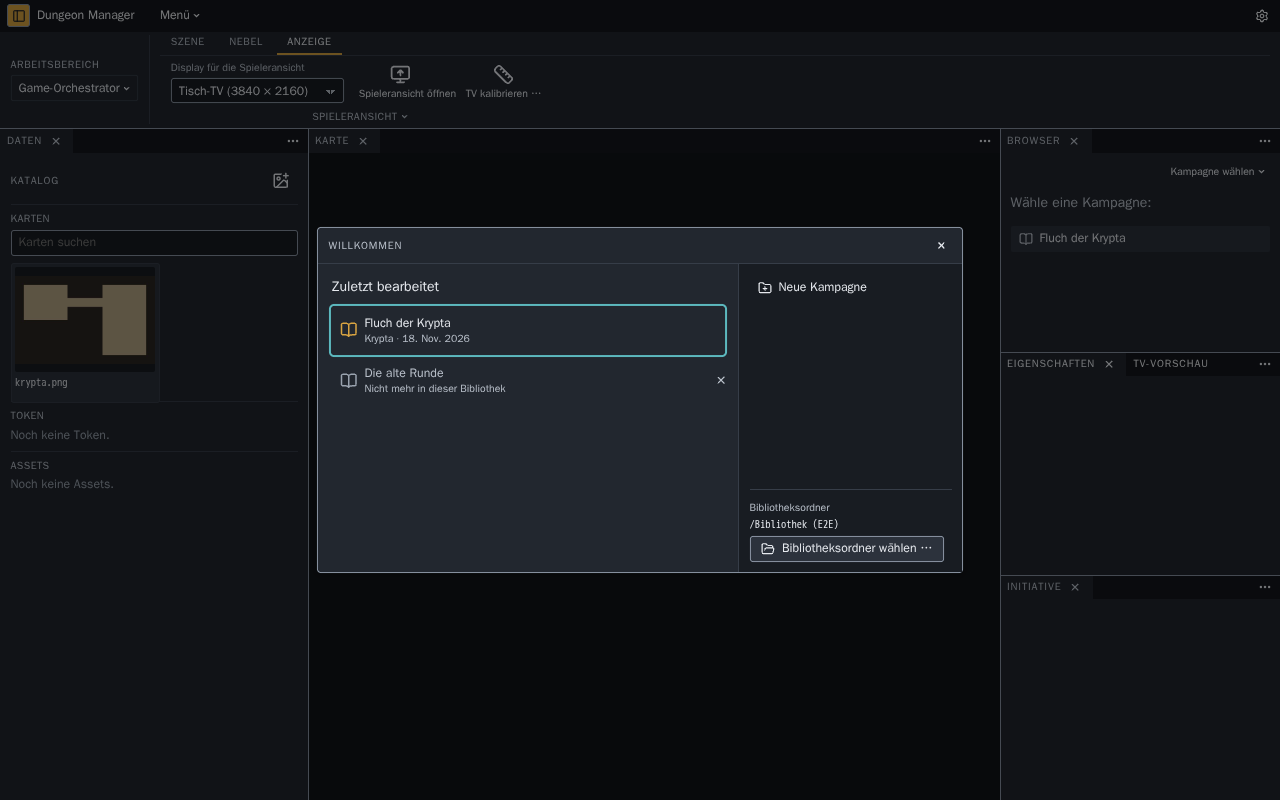 Dungeon Manager
Menü
SZENE
NEBEL
ANZEIGE
ARBEITSBEREICH
Game-Orchestrator
Display für die Spieleransicht
Tisch-TV (3840 × 2160)
Spieleransicht öffnen
TV kalibrieren ···
SPIELERANSICHT
DATEN
KARTE
BROWSER
KATALOG
KARTEN
Karten suchen
krypta.png
TOKEN
Noch keine Token.
ASSETS
Noch keine Assets.
WILLKOMMEN
Zuletzt bearbeitet
Fluch der Krypta
Krypta · 18. Nov. 2026
Die alte Runde
Nicht mehr in dieser Bibliothek
Neue Kampagne
Bibliotheksordner
/Bibliothek (E2E)
Bibliotheksordner wählen ···
Kampagne wählen
Wähle eine Kampagne:
Fluch der Krypta
EIGENSCHAFTEN
TV-VORSCHAU
INITIATIVE